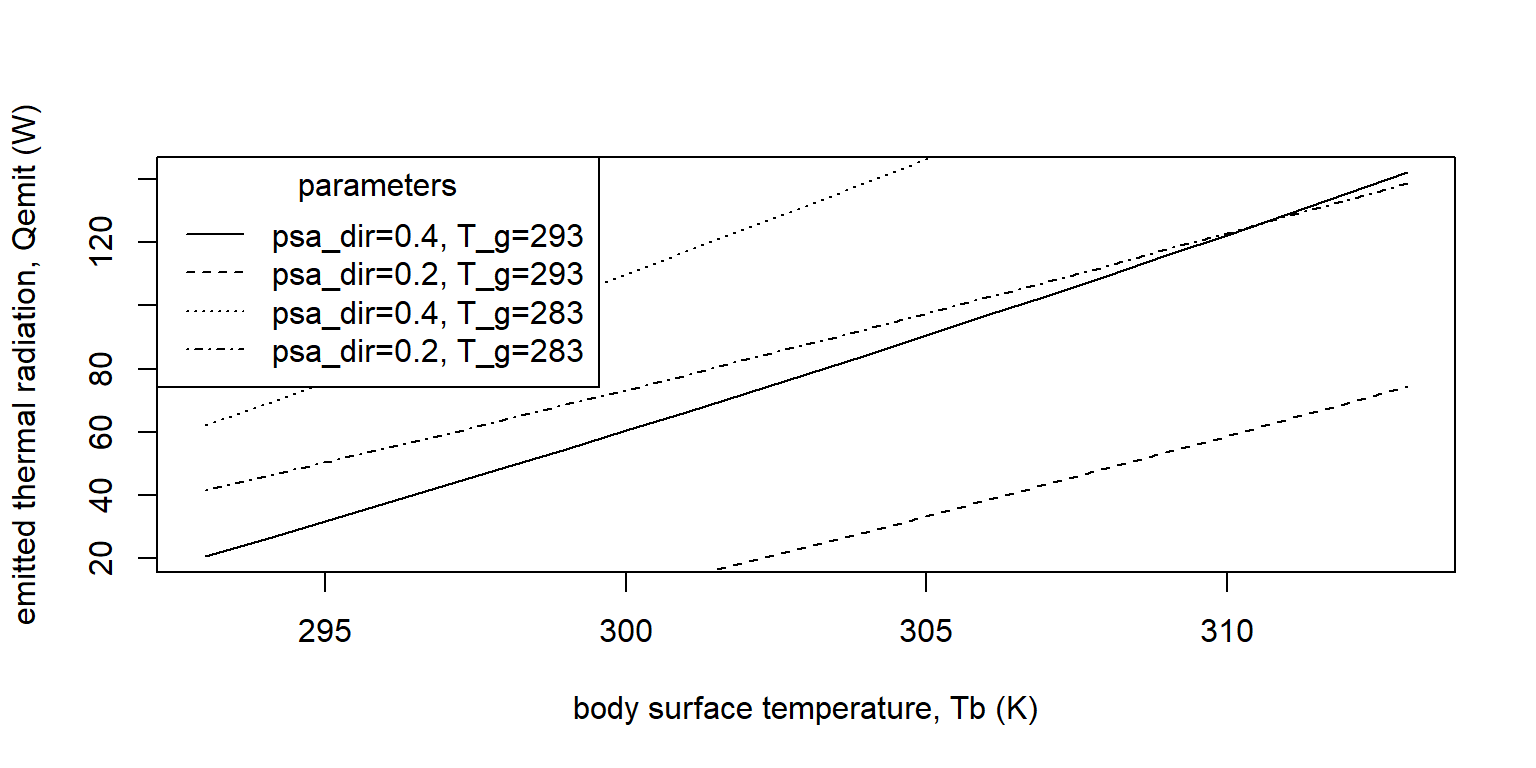 parameters
psa_dir=0.4, T_g=293
psa_dir=0.2, T_g=293
psa_dir=0.4, T_g=283
psa_dir=0.2, T_g=283
emitted thermal radiation, Qemit (W)
120
80
60
40
20
295 300 305 310
body surface temperature, Tb (K)